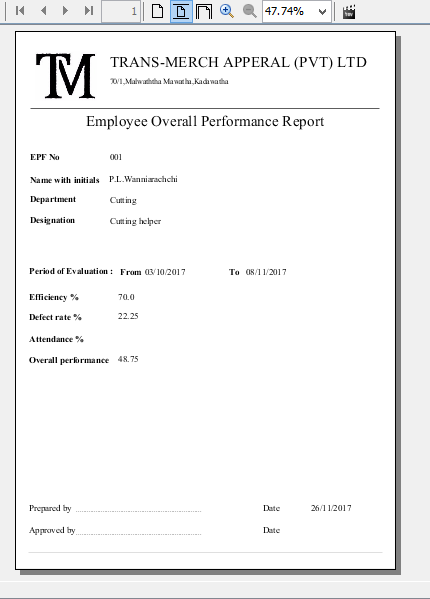 1 47.74%
TM TRANS-MERCH APPERAL (PVT) LTD
70/1,Malwaththa Mawatha,Kadawatha
Employee Overall Performance Report
EPF No 001
Name with initials P.L.Wanniarachchi
Department Cutting
Designation Cutting helper
Period of Evaluation : From 03/10/2017 To 08/11/2017
Efficiency % 70.0
Defect rate % 22.25
Attendance %
Overall performance 48.75
Prepared by ........................................ Date 26/11/2017
Approved by ........................................ Date